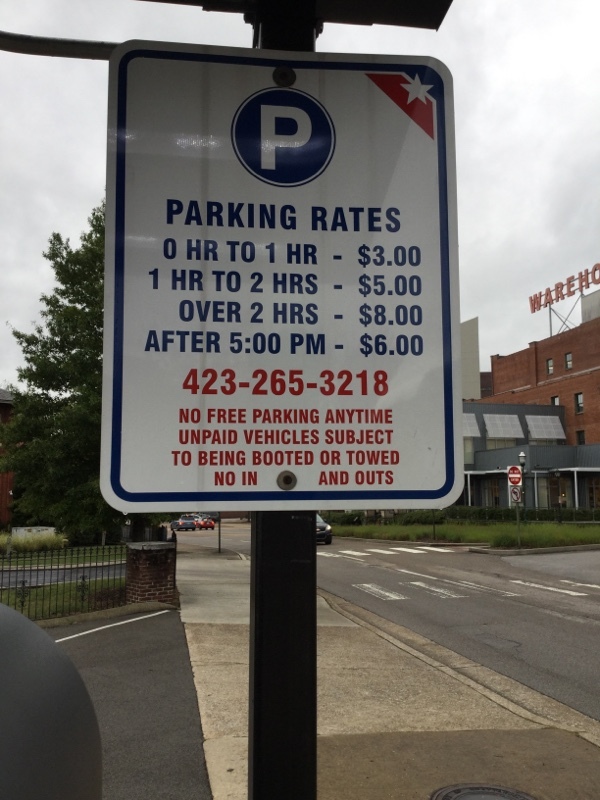 P
PARKING RATES
0 HR TO 1 HR - $3.00
1 HR TO 2 HRS - $5.00
OVER 2 HRS - $8.00
AFTER 5:00 PM - $6.00
423-265-3218
NO FREE PARKING ANYTIME
UNPAID VEHICLES SUBJECT
TO BEING BOOTED OR TOWED
NO IN AND OUTS
WAREHO